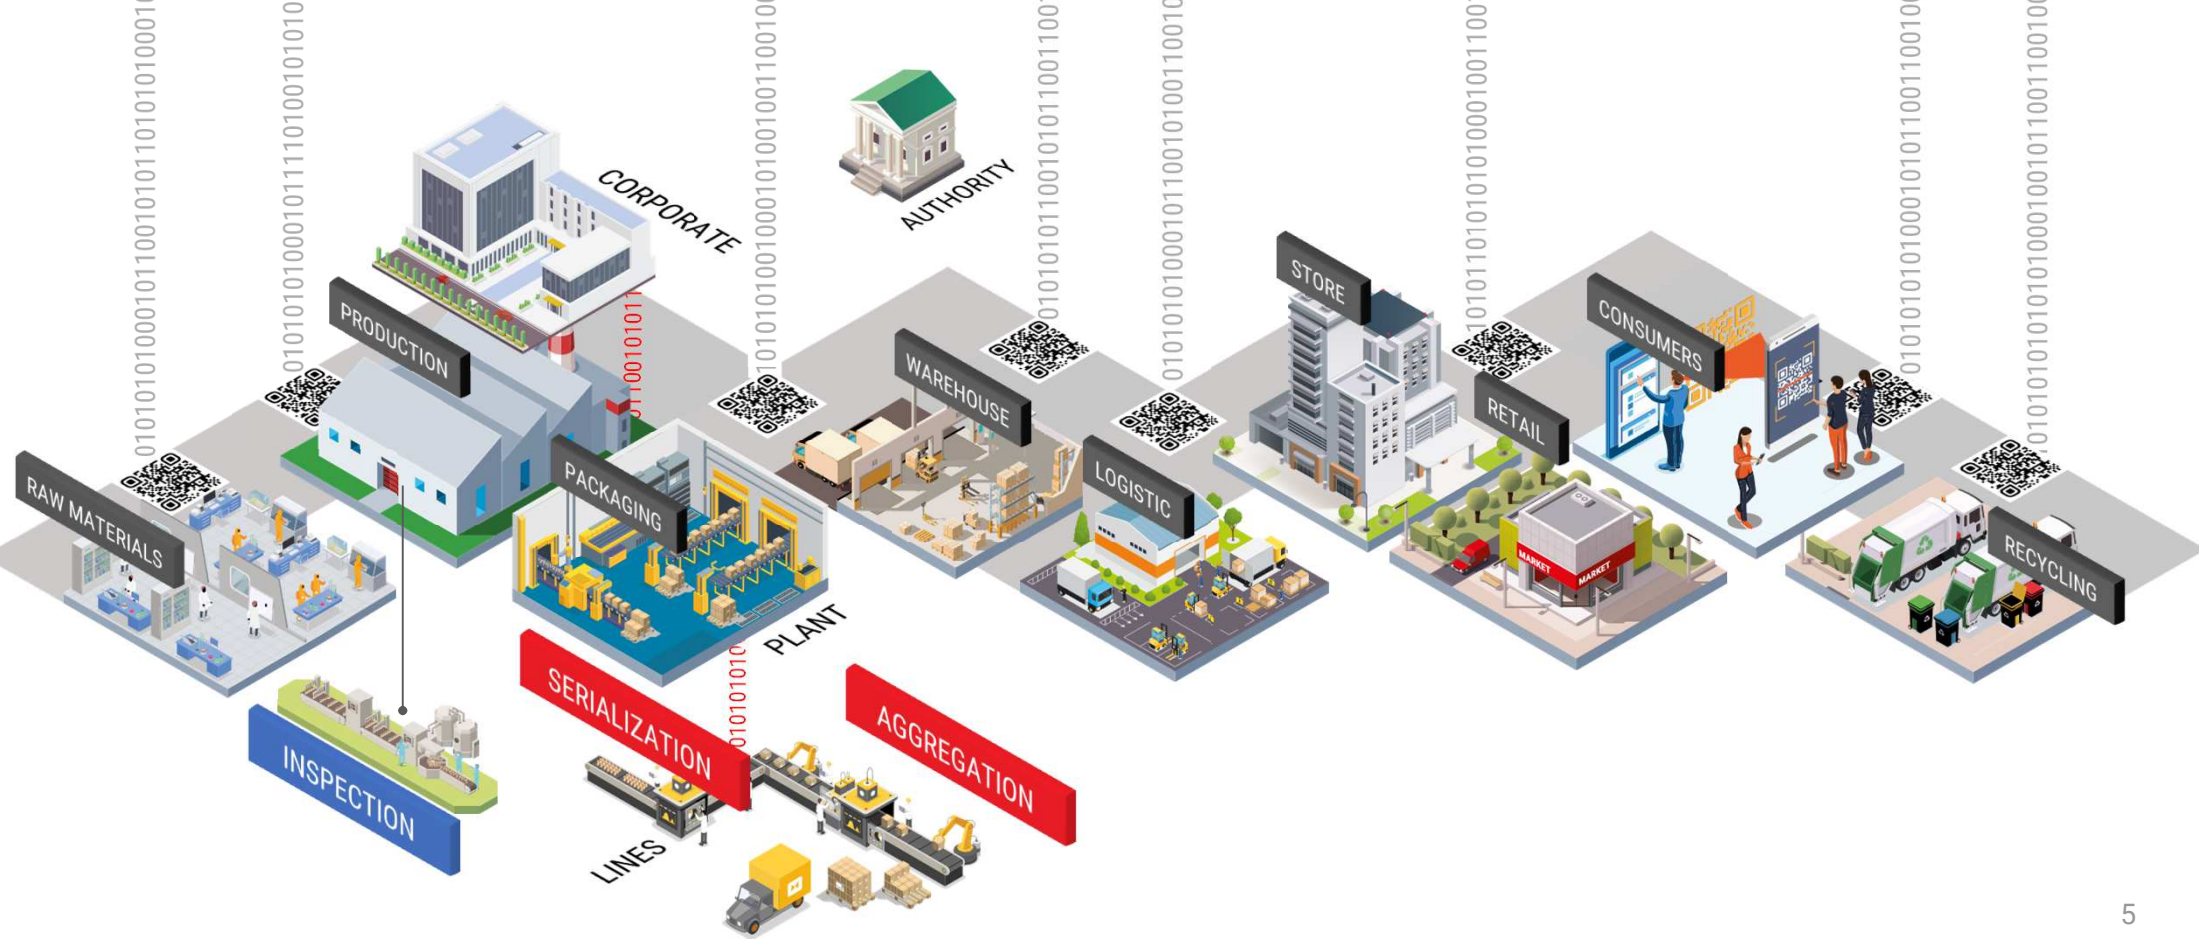 CORPORATE
AUTHORITY
STORE
PRODUCTION
CONSUMERS
WAREHOUSE
RETAIL
PACKAGING
LOGISTIC
RAW MATERIALS
RECYCLING
MARKET
MARKET
PLANT
SERIALIZATION
AGGREGATION
INSPECTION
LINES
5